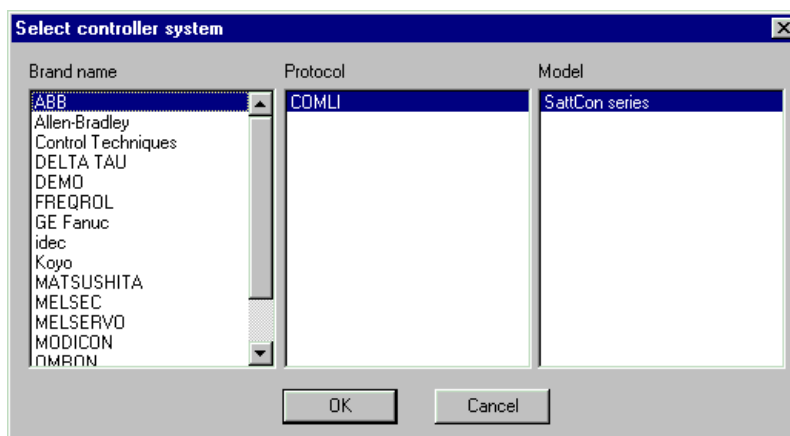 Select controller system
Brand name
Protocol
Model
ABB
Allen-Bradley
Control Techniques
DELTA TAU
DEMO
FREQROL
GE Fanuc
idec
Koyo
MATSUSHITA
MELSEC
MELSERVO
MODICON
OMRON
COMLI
SattCon series
OK
Cancel